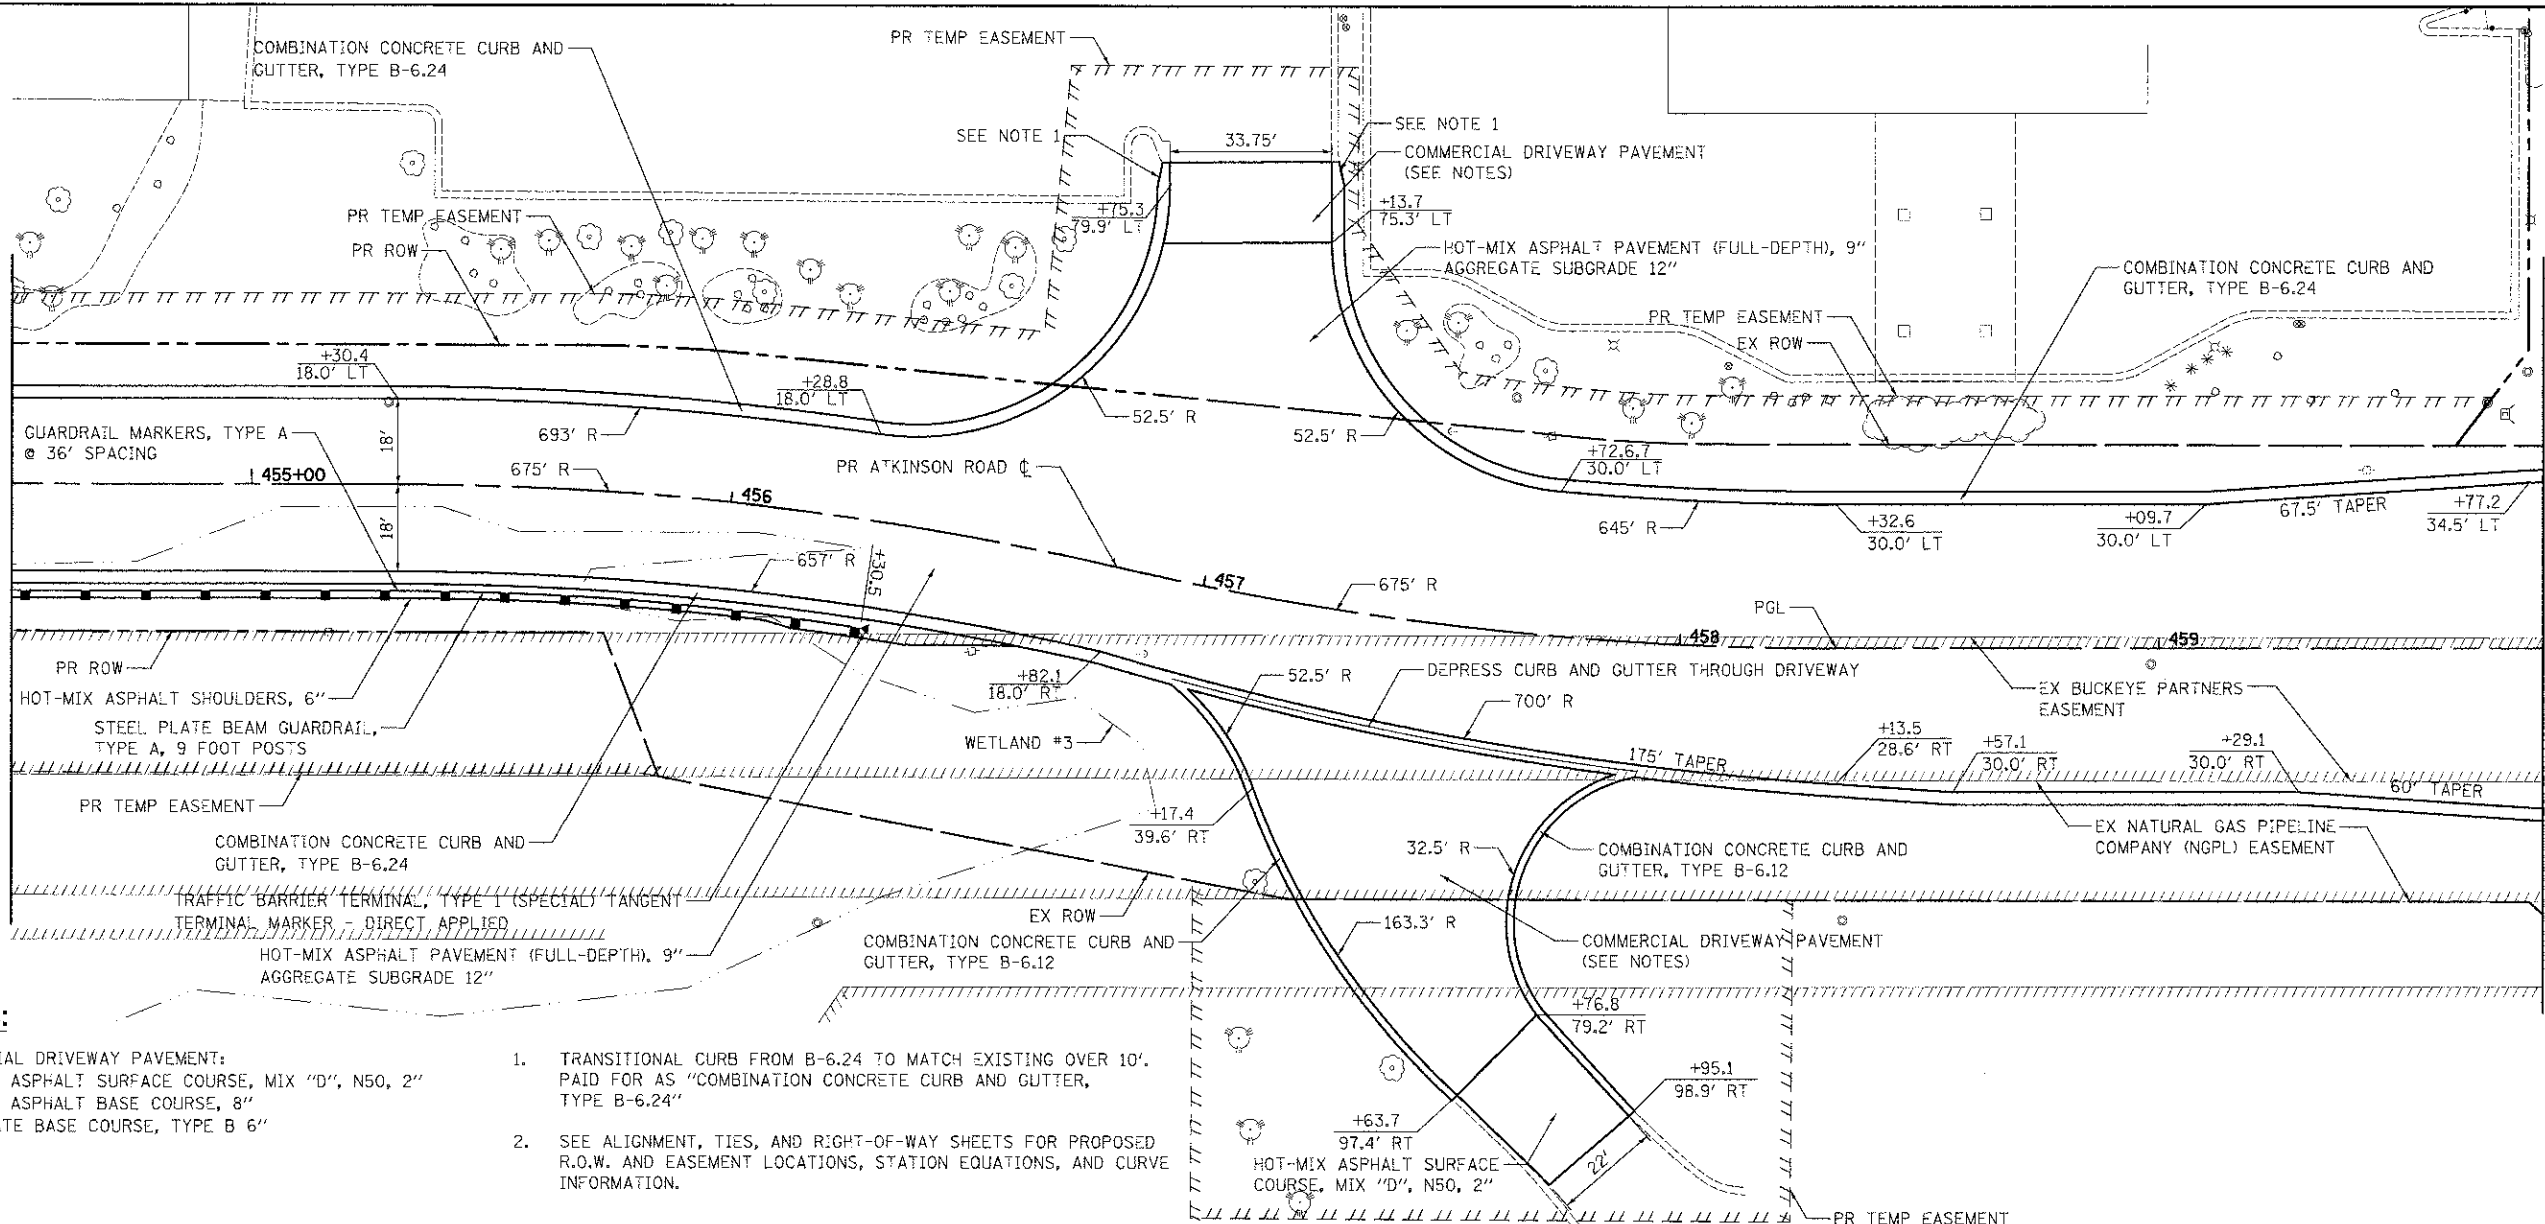 COMBINATION CONCRETE CURB AND
GUTTER, TYPE B-6.24
PR TEMP EASEMENT
SEE NOTE 1
33.75'
SEE NOTE 1
COMMERCIAL DRIVEWAY PAVEMENT
(SEE NOTES)
PR TEMP EASEMENT
PR ROW
+75.3
79.9' LT
+13.7
75.3' LT
HOT-MIX ASPHALT PAVEMENT (FULL-DEPTH), 9"
AGGREGATE SUBGRADE 12"
COMBINATION CONCRETE CURB AND
GUTTER, TYPE B-6.24
PR TEMP EASEMENT
EX ROW
+30.4
18.0' LT
+28.8
18.0' LT
52.5' R
52.5' R
693' R
GUARDRAIL MARKERS, TYPE A
@ 36' SPACING
18'
18'
455+00
675' R
456
PR ATKINSON ROAD ℄
+72.6.7
30.0' LT
645' R
+32.6
30.0' LT
+09.7
30.0' LT
67.5' TAPER
+77.2
34.5' LT
657' R
+30.5
457
675' R
PGL
458
459
PR ROW
HOT-MIX ASPHALT SHOULDERS, 6"
STEEL PLATE BEAM GUARDRAIL,
TYPE A, 9 FOOT POSTS
+82.1
18.0' RT
52.5' R
DEPRESS CURB AND GUTTER THROUGH DRIVEWAY
700' R
EX BUCKEYE PARTNERS
EASEMENT
WETLAND #3
175' TAPER
+13.5
28.6' RT
+57.1
30.0' RT
+29.1
30.0' RT
60' TAPER
PR TEMP EASEMENT
COMBINATION CONCRETE CURB AND
GUTTER, TYPE B-6.24
+17.4
39.6' RT
32.5' R
COMBINATION CONCRETE CURB AND
GUTTER, TYPE B-6.12
EX NATURAL GAS PIPELINE
COMPANY (NGPL) EASEMENT
TRAFFIC BARRIER TERMINAL, TYPE 1 (SPECIAL) TANGENT
TERMINAL MARKER - DIRECT APPLIED
HOT-MIX ASPHALT PAVEMENT (FULL-DEPTH), 9"
AGGREGATE SUBGRADE 12"
EX ROW
COMBINATION CONCRETE CURB AND
GUTTER, TYPE B-6.12
163.3' R
COMMERCIAL DRIVEWAY PAVEMENT
(SEE NOTES)
+76.8
79.2' RT
+95.1
98.9' RT
+63.7
97.4' RT
22'
HOT-MIX ASPHALT SURFACE
COURSE, MIX "D", N50, 2"
PR TEMP EASEMENT
:
IAL DRIVEWAY PAVEMENT:
ASPHALT SURFACE COURSE, MIX "D", N50, 2"
ASPHALT BASE COURSE, 8"
TE BASE COURSE, TYPE B 6"
1. TRANSITIONAL CURB FROM B-6.24 TO MATCH EXISTING OVER 10'.
PAID FOR AS "COMBINATION CONCRETE CURB AND GUTTER,
TYPE B-6.24"
2. SEE ALIGNMENT, TIES, AND RIGHT-OF-WAY SHEETS FOR PROPOSED
R.O.W. AND EASEMENT LOCATIONS, STATION EQUATIONS, AND CURVE
INFORMATION.